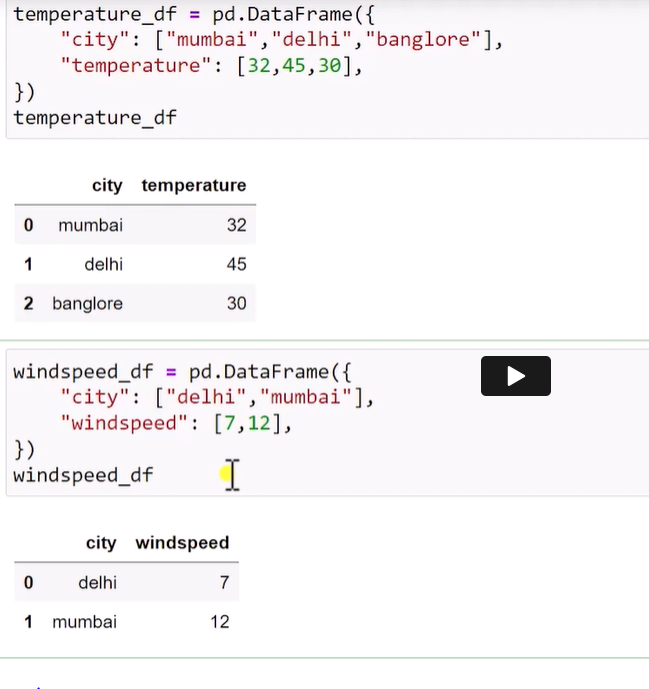 temperature_df = pd.DataFrame({
    "city": ["mumbai","delhi","banglore"],
    "temperature": [32,45,30],
})
temperature_df
city temperature
0 mumbai 32
1 delhi 45
2 banglore 30
windspeed_df = pd.DataFrame({
    "city": ["delhi","mumbai"],
    "windspeed": [7,12],
})
windspeed_df
city windspeed
0 delhi 7
1 mumbai 12